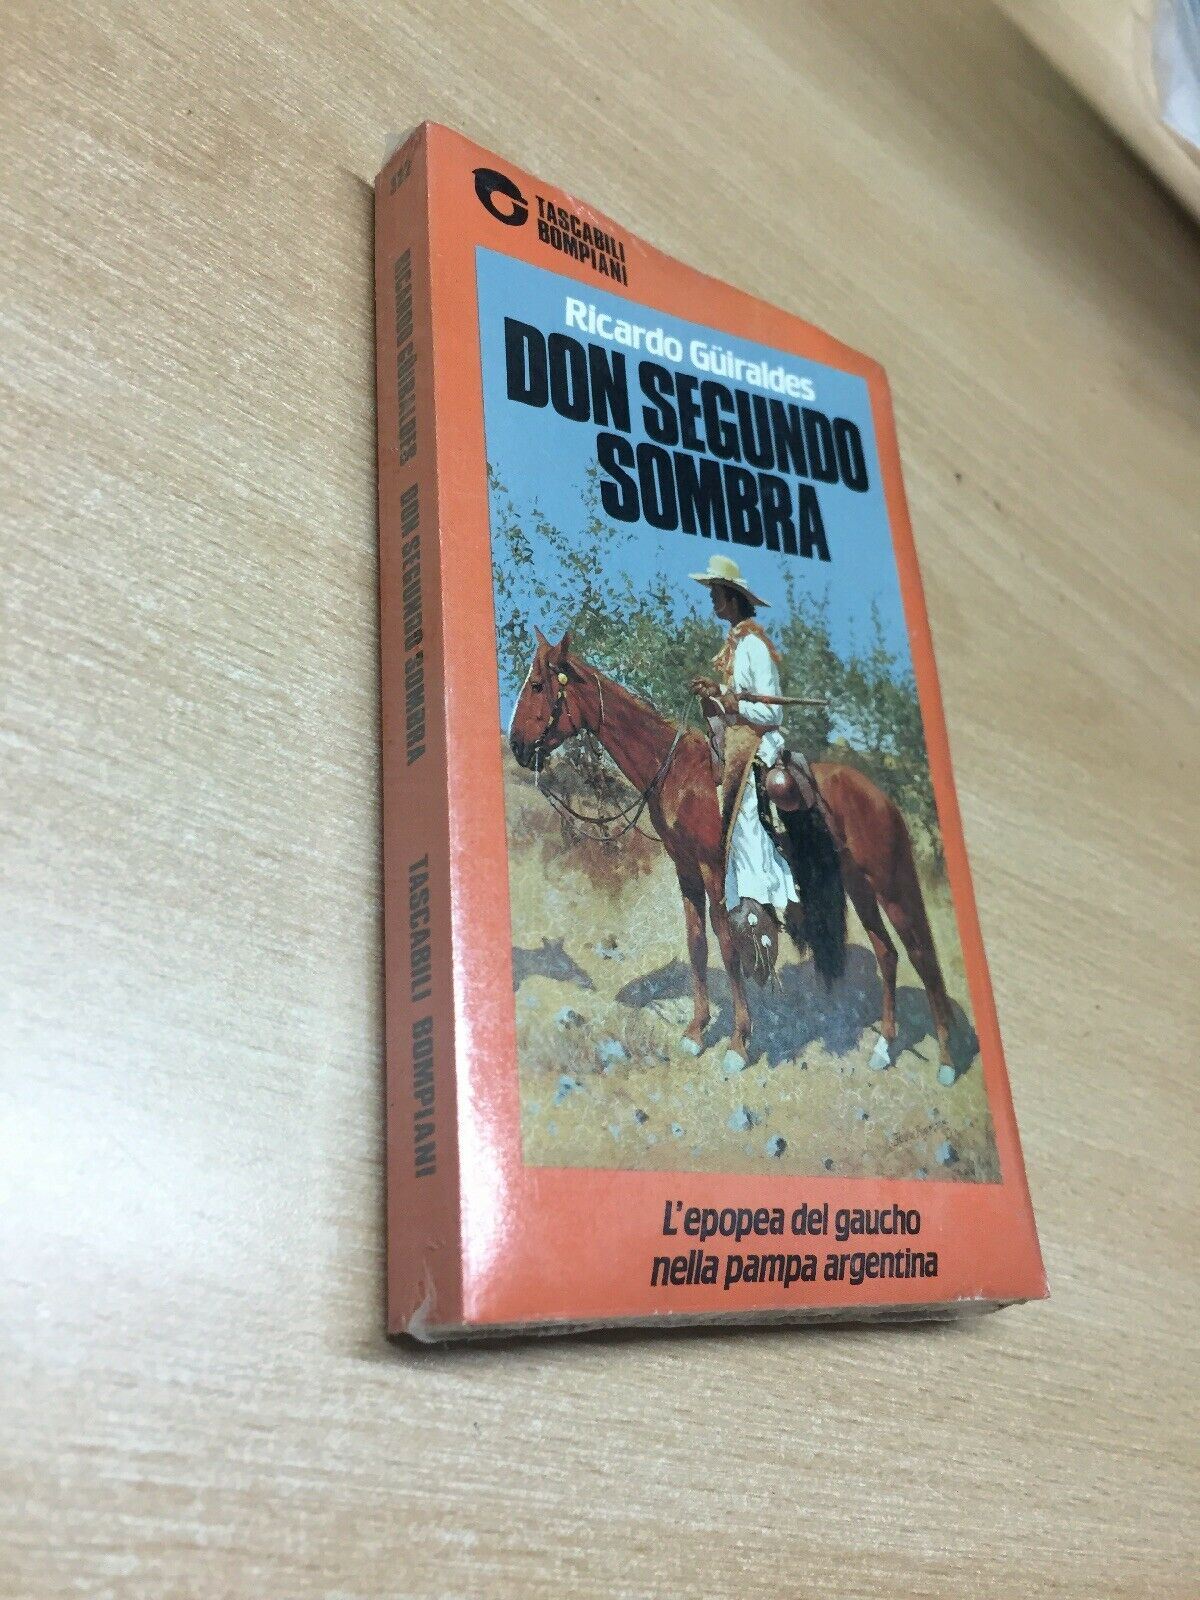 TASCABILI
BOMPIANI
Ricardo Güiraldes
DON SEGUNDO
SOMBRA
L'epopea del gaucho
nella pampa argentina
RICARDO GÜIRALDES DON SEGUNDO SOMBRA TASCABILI BOMPIANI